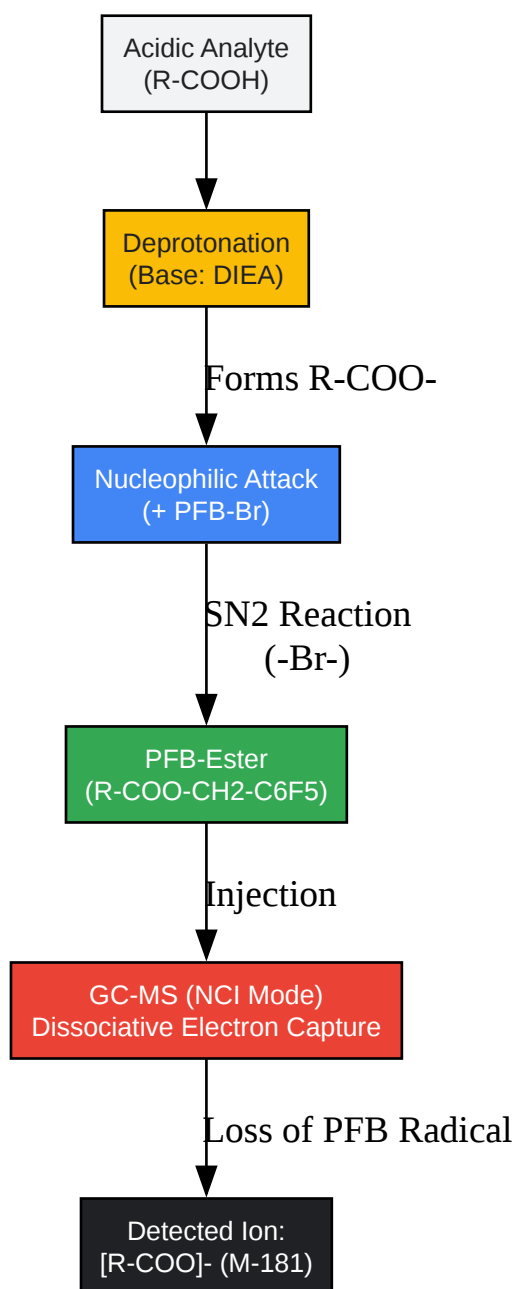 Acidic Analyte
(R-COOH)
Deprotonation
(Base: DIEA)
Forms R-COO-
Nucleophilic Attack
(+ PFB-Br)
SN2 Reaction
(-Br-)
PFB-Ester
(R-COO-CH2-C6F5)
Injection
GC-MS (NCI Mode)
Dissociative Electron Capture
Loss of PFB Radical
Detected Ion:
[R-COO]- (M-181)